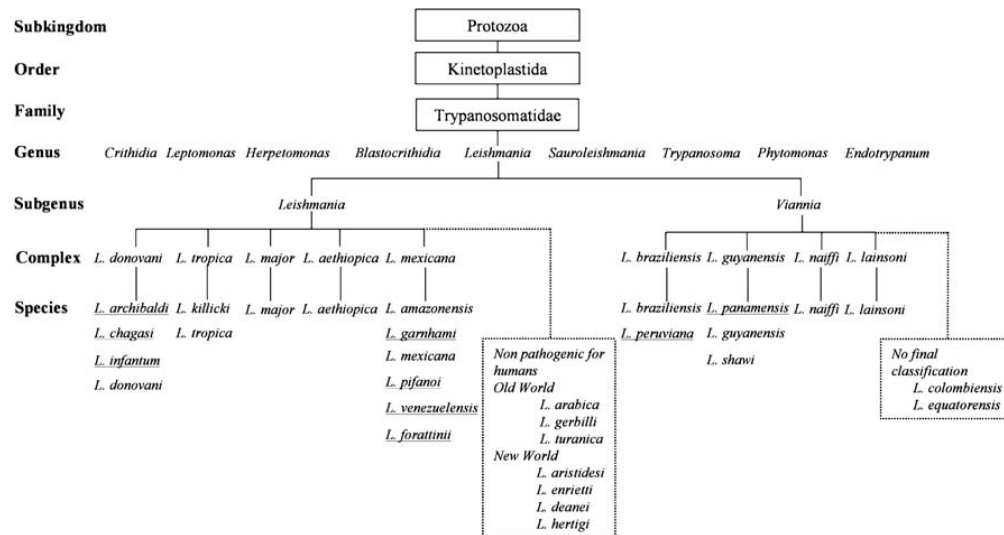 Subkingdom Protozoa
Order Kinetoplastida
Family Trypanosomatidae
Genus Crithidia Leptomonas Herpetomonas Blastocrithidia Leishmania Sauroleishmania Trypanosoma Phytomonas Endotrypanum
Subgenus Leishmania Viannia
Complex L. donovani L. tropica L. major L. aethiopica L. mexicana L. braziliensis L. guyanensis L. naiffi L. lainsoni
Species L. archibaldi L. killicki L. major L. aethiopica L. amazonensis L. braziliensis L. panamensis L. naiffi L. lainsoni
L. chagasi L. tropica L. garnhami L. peruviana L. guyanensis
L. infantum L. mexicana L. shawi
L. donovani L. pifanoi
L. venezuelensis
L. forattinii
Non pathogenic for
humans
Old World
L. arabica
L. gerbilli
L. turanica
New World
L. aristidesi
L. enrietti
L. deanei
L. hertigi
No final
classification
L. colombiensis
L. equatorensis